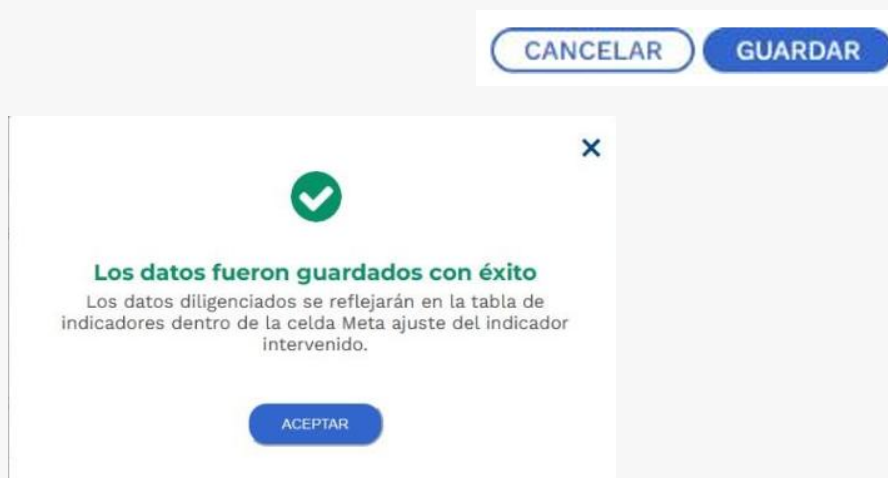 CANCELAR GUARDAR
Los datos fueron guardados con éxito
Los datos diligenciados se reflejarán en la tabla de
indicadores dentro de la celda Meta ajuste del indicador
intervenido.
ACEPTAR